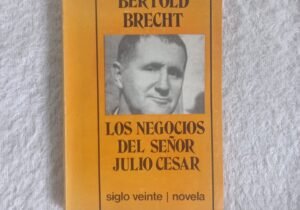 BERTOLD
BRECHT
LOS NEGOCIOS
DEL SEÑOR
JULIO CESAR
siglo veinte | novela